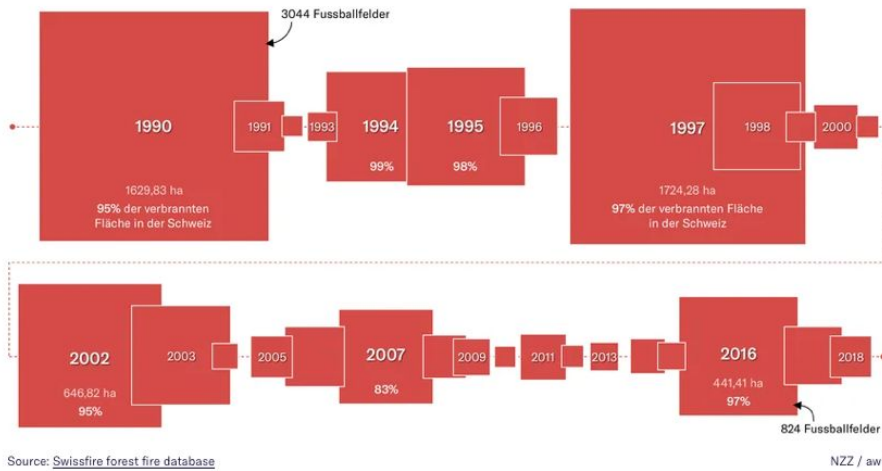 3044 Fussballfelder
1990
1629,83 ha
95% der verbrannten
Fläche in der Schweiz
1991
1993
1994
99%
1995
98%
1996
1997
1724,28 ha
97% der verbrannten Fläche
in der Schweiz
1998
2000
2002
646,82 ha
95%
2003
2005
2007
83%
2009
2011
2013
2016
441,41 ha
97%
2018
824 Fussballfelder
Source: Swissfire forest fire database
NZZ / aw